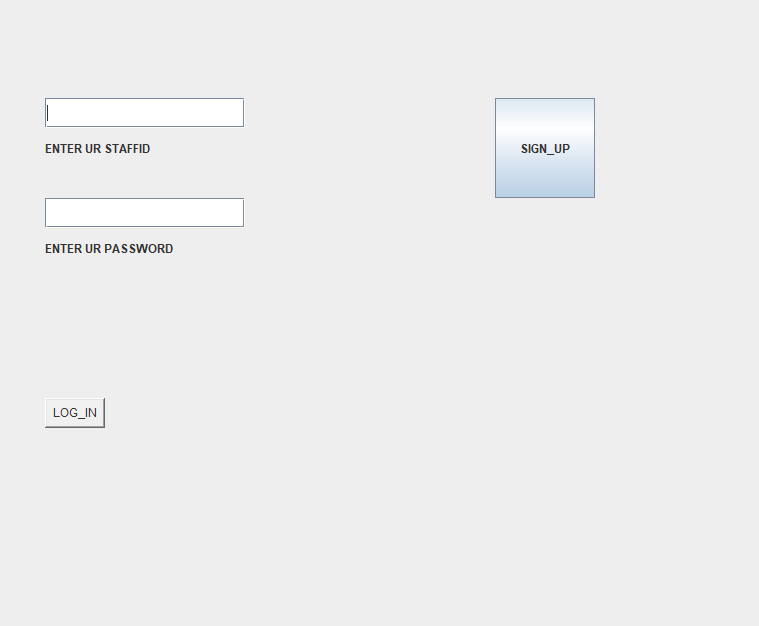 ENTER UR STAFFID
SIGN_UP
ENTER UR PASSWORD
LOG_IN